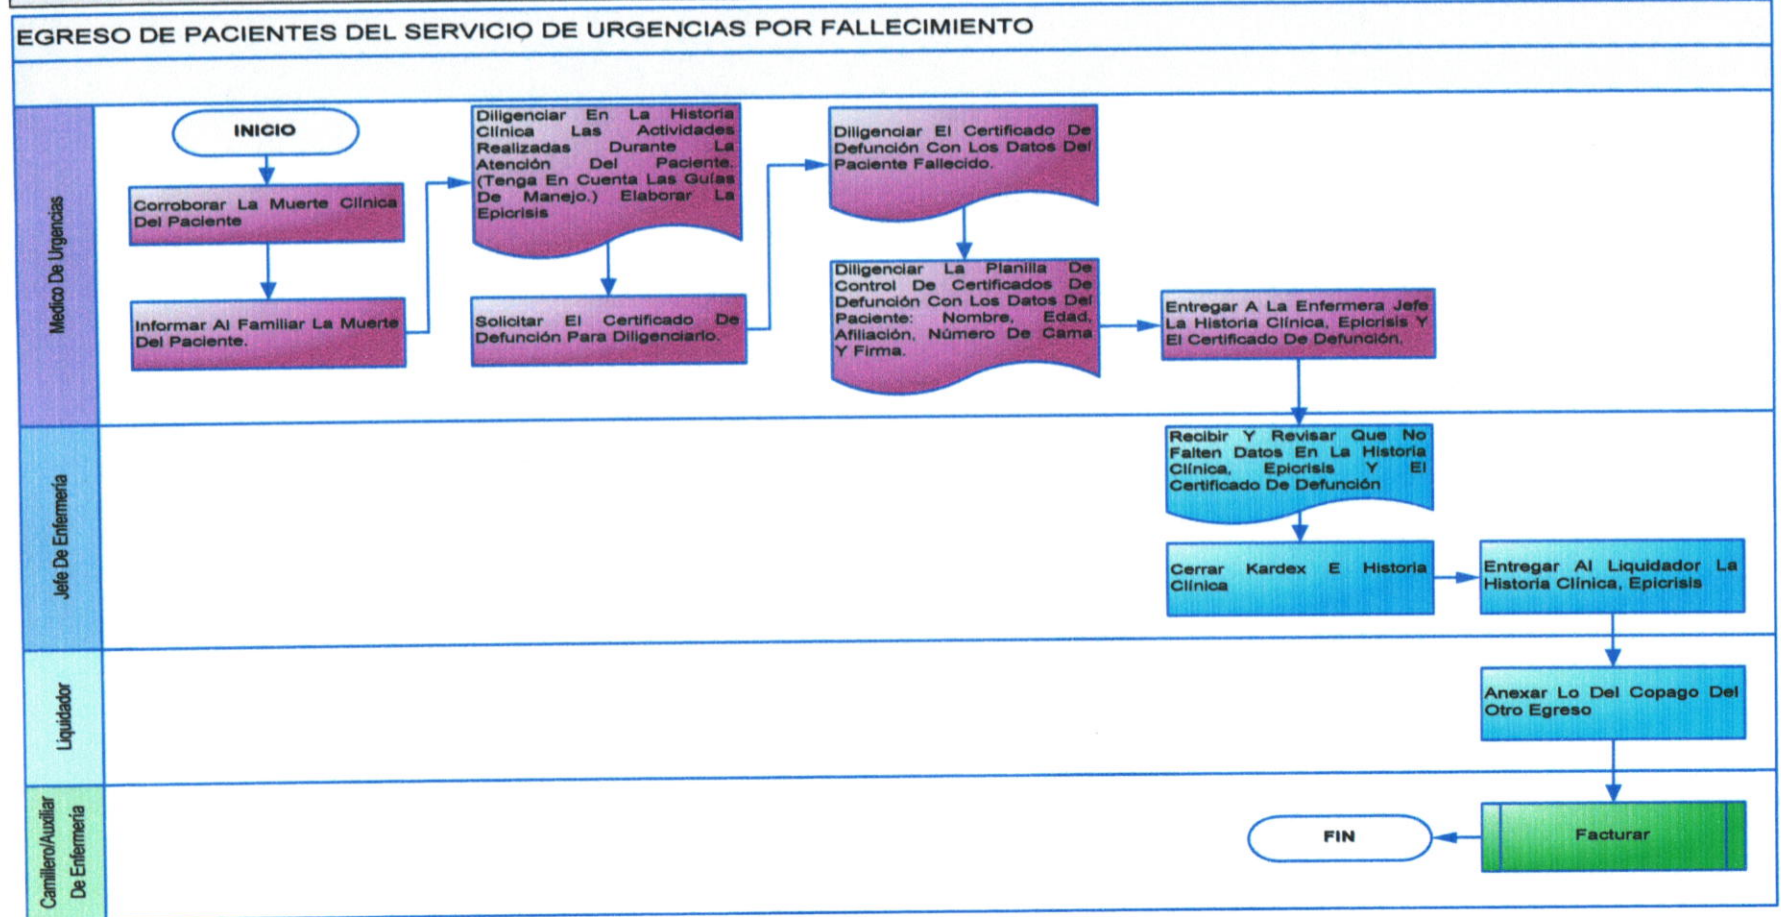 EGRESO DE PACIENTES DEL SERVICIO DE URGENCIAS POR FALLECIMIENTO
Medico De Urgencias
INICIO
Corroborar La Muerte Clínica
Del Paciente
Informar Al Familiar La Muerte
Del Paciente.
Diligenciar En La Historia
Clínica Las Actividades
Realizadas Durante La
Atención Del Paciente.
(Tenga En Cuenta Las Guías
De Manejo.) Elaborar La
Epicrisis
Solicitar El Certificado De
Defunción Para Diligenciarlo.
Diligenciar El Certificado De
Defunción Con Los Datos Del
Paciente Fallecido.
Diligenciar La Planilla De
Control De Certificados De
Defunción Con Los Datos Del
Paciente: Nombre, Edad,
Afiliación, Número De Cama
Y Firma.
Entregar A La Enfermera Jefe
La Historia Clínica, Epicrisis Y
El Certificado De Defunción.
Jefe De Enfermería
Recibir Y Revisar Que No
Falten Datos En La Historia
Clínica, Epicrisis Y El
Certificado De Defunción
Cerrar Kardex E Historia
Clínica
Entregar Al Liquidador La
Historia Clínica, Epicrisis
Liquidador
Anexar Lo Del Copago Del
Otro Egreso
Camillero/Auxiliar
De Enfermería
Facturar
FIN